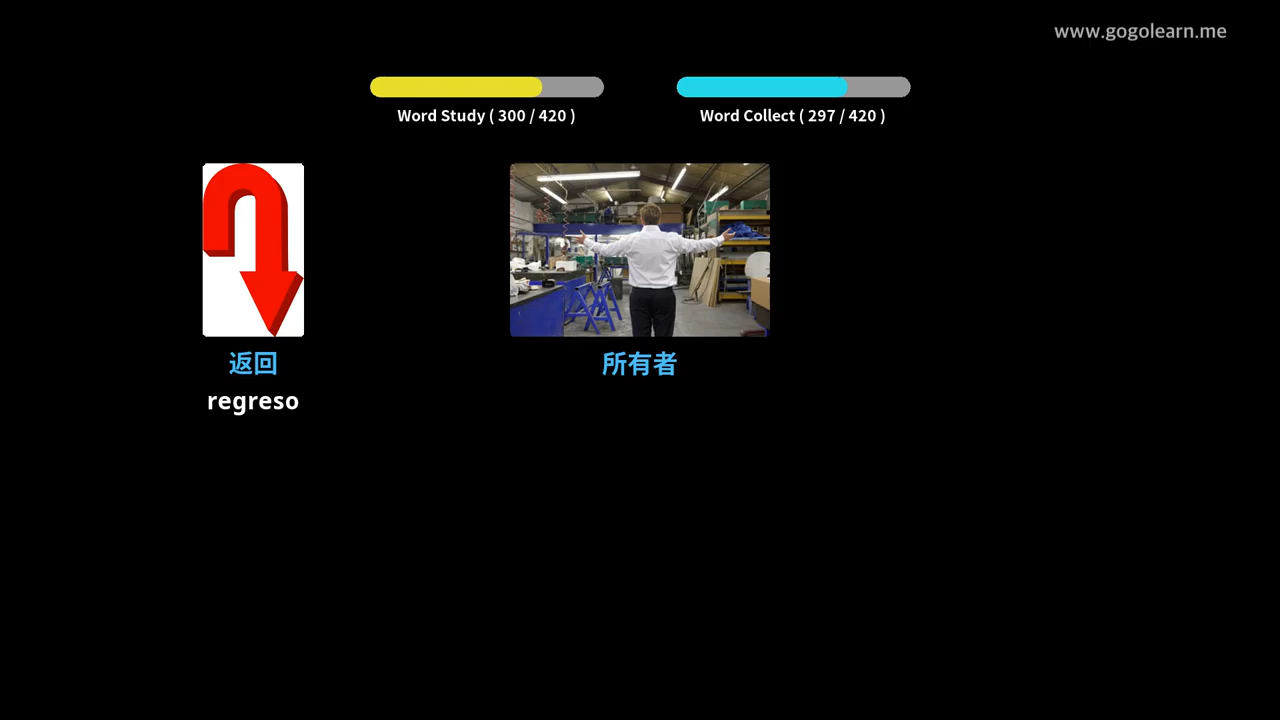 www.gogolearn.me
Word Study ( 300 / 420 )
Word Collect ( 297 / 420 )
返回
所有者
regreso